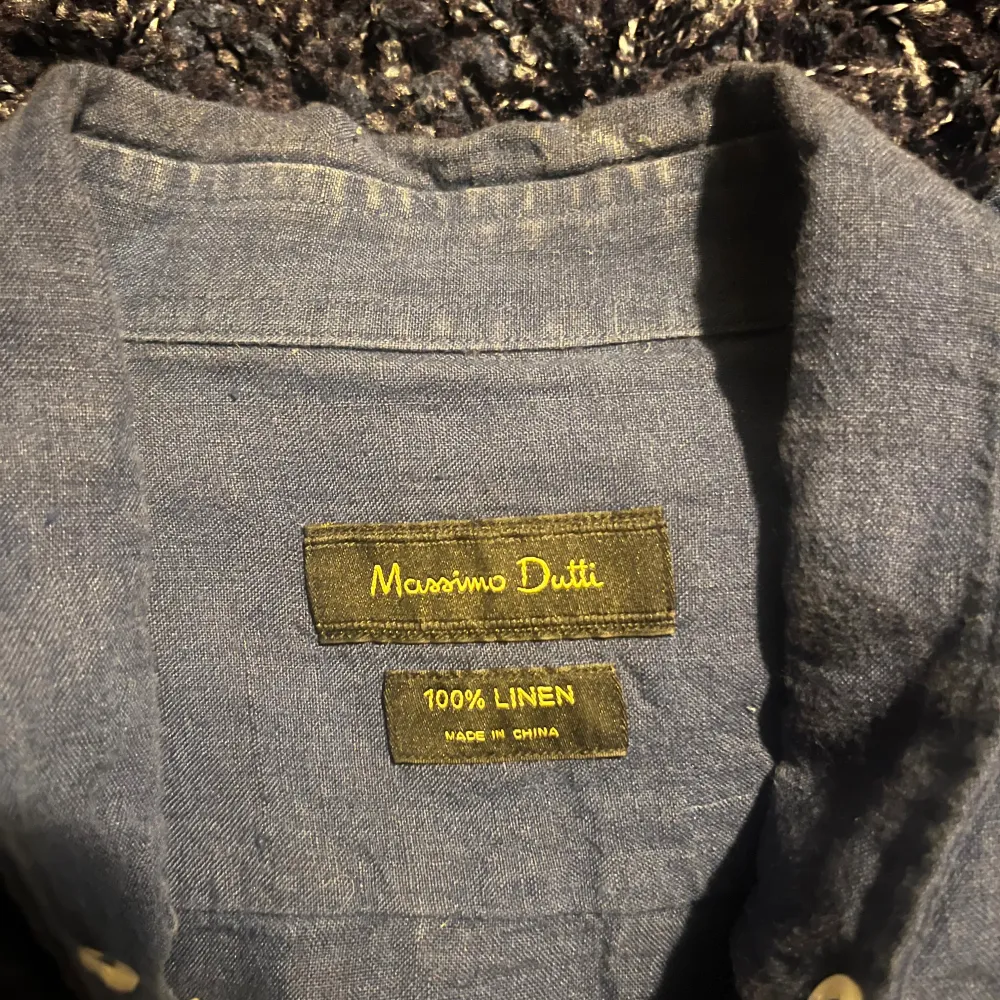 Massimo Dutti
100% LINEN
MADE IN CHINA